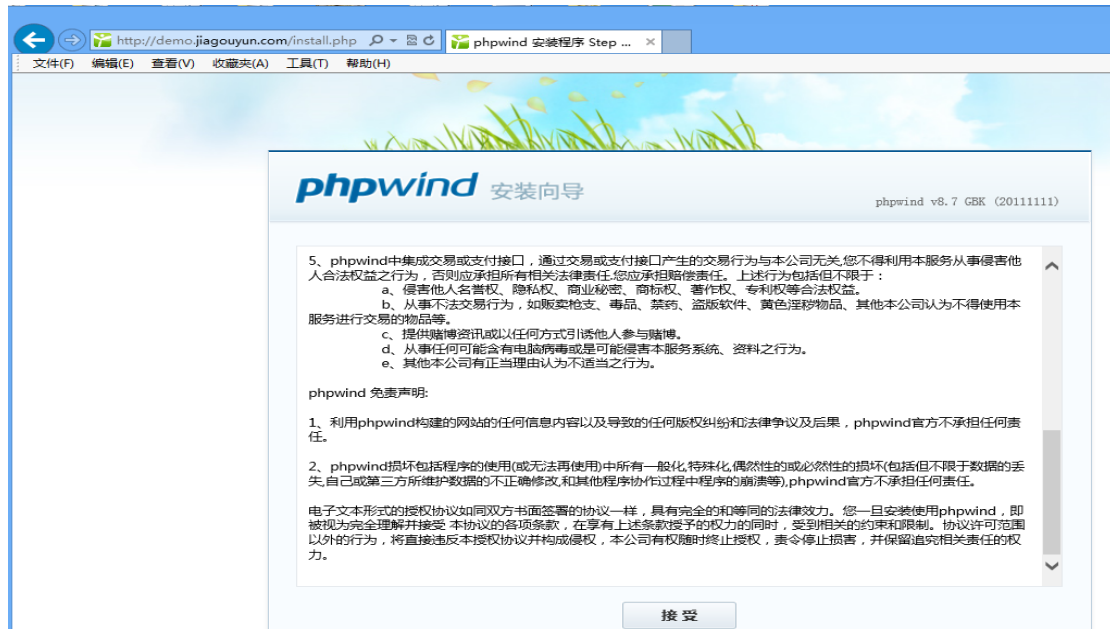 http://demo.jiagouyun.com/install.php
phpwind 安装程序 Step ...
文件(F) 编辑(E) 查看(V) 收藏夹(A) 工具(T) 帮助(H)
phpwind 安装向导
phpwind v8.7 GBK (20111111)
5、phpwind中集成交易或支付接口，通过交易或支付接口产生的交易行为与本公司无关,您不得利用本服务从事侵害他
人合法权益之行为，否则应承担所有相关法律责任.您应承担赔偿责任。上述行为包括但不限于：
a、侵害他人名誉权、隐私权、商业秘密、商标权、著作权、专利权等合法权益。
b、从事不法交易行为，如贩卖枪支、毒品、禁药、盗版软件、黄色淫秽物品、其他本公司认为不得使用本
服务进行交易的物品等。
c、提供赌博资讯或以任何方式引诱他人参与赌博。
d、从事任何可能含有电脑病毒或是可能侵害本服务系统、资料之行为。
e、其他本公司有正当理由认为不适当之行为。
phpwind 免责声明:
1、利用phpwind构建的网站的任何信息内容以及导致的任何版权纠纷和法律争议及后果，phpwind官方不承担任何责
任。
2、phpwind损坏包括程序的使用(或无法再使用)中所有一般化,特殊化,偶然性的或必然性的损坏(包括但不限于数据的丢
失,自己或第三方所维护数据的不正确修改,和其他程序协作过程中程序的崩溃等),phpwind官方不承担任何责任。
电子文本形式的授权协议如同双方书面签署的协议一样，具有完全的和等同的法律效力。您一旦安装使用phpwind，即
被视为完全理解并接受 本协议的各项条款，在享有上述条款授予的权力的同时，受到相关的约束和限制。协议许可范围
以外的行为，将直接违反本授权协议并构成侵权，本公司有权随时终止授权，责令停止损害，并保留追究相关责任的权
力。
接 受